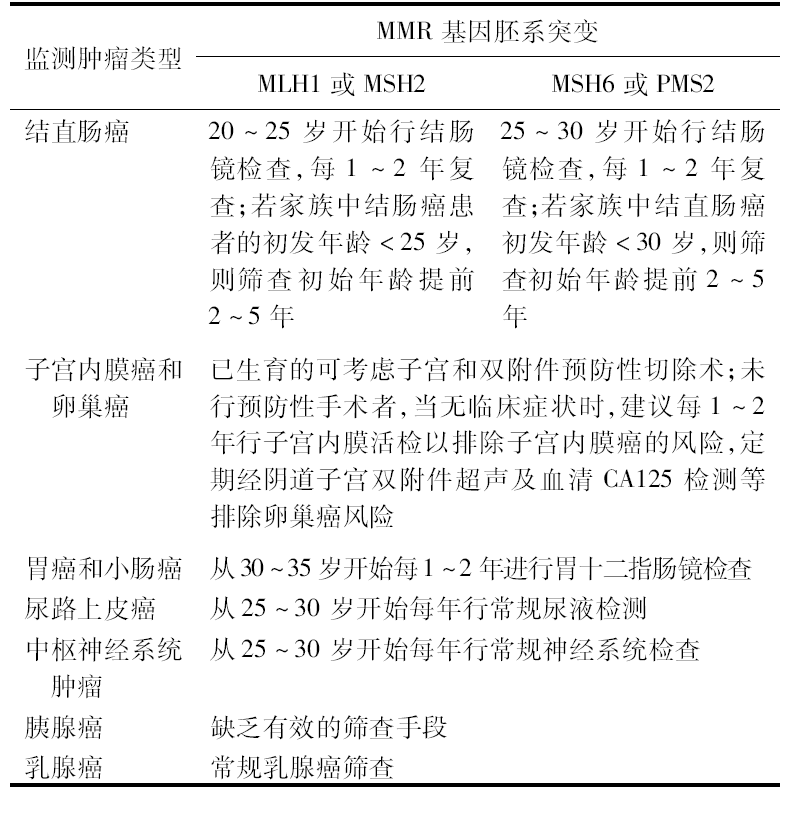 监测肿瘤类型
MMR 基因胚系突变
MLH1 或 MSH2
MSH6 或 PMS2
结直肠癌
20 ~ 25 岁开始行结肠
镜检查,每 1 ~ 2 年复
查;若家族中结肠癌患
者的初发年龄 < 25 岁,
则筛查初始年龄提前
2 ~ 5 年
25 ~ 30 岁开始行结肠
镜检查,每 1 ~ 2 年复
查;若家族中结直肠癌
初发年龄 < 30 岁,则筛
查初始年龄提前 2 ~ 5
年
子宫内膜癌和
卵巢癌
已生育的可考虑子宫和双附件预防性切除术;未
行预防性手术者,当无临床症状时,建议每 1 ~ 2
年行子宫内膜活检以排除子宫内膜癌的风险,定
期经阴道子宫双附件超声及血清 CA125 检测等
排除卵巢癌风险
胃癌和小肠癌
从 30 ~ 35 岁开始每 1 ~ 2 年进行胃十二指肠镜检查
尿路上皮癌
从 25 ~ 30 岁开始每年行常规尿液检测
中枢神经系统
肿瘤
从 25 ~ 30 岁开始每年行常规神经系统检查
胰腺癌
缺乏有效的筛查手段
乳腺癌
常规乳腺癌筛查